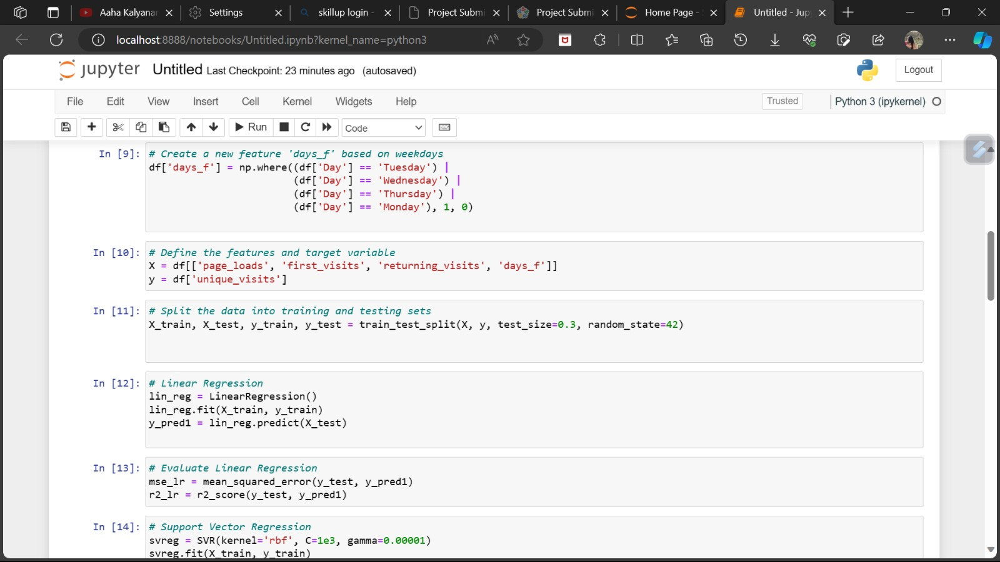 Aaha Kalyanar
Settings
skillup login -
Project Submi
Project Submi
Home Page -
Untitled - Jup
localhost:8888/notebooks/Untitled.ipynb?kernel_name=python3
jupyter Untitled Last Checkpoint: 23 minutes ago (autosaved)
Logout
File Edit View Insert Cell Kernel Widgets Help
Trusted
Python 3 (ipykernel)
Run
Code
In [9]: # Create a new feature 'days_f' based on weekdays
df['days_f'] = np.where((df['Day'] == 'Tuesday') |
(df['Day'] == 'Wednesday') |
(df['Day'] == 'Thursday') |
(df['Day'] == 'Monday'), 1, 0)
In [10]: # Define the features and target variable
X = df[['page_loads', 'first_visits', 'returning_visits', 'days_f']]
y = df['unique_visits']
In [11]: # Split the data into training and testing sets
X_train, X_test, y_train, y_test = train_test_split(X, y, test_size=0.3, random_state=42)
In [12]: # Linear Regression
lin_reg = LinearRegression()
lin_reg.fit(X_train, y_train)
y_pred1 = lin_reg.predict(X_test)
In [13]: # Evaluate Linear Regression
mse_lr = mean_squared_error(y_test, y_pred1)
r2_lr = r2_score(y_test, y_pred1)
In [14]: # Support Vector Regression
svreg = SVR(kernel='rbf', C=1e3, gamma=0.00001)
svreg.fit(X_train, y_train)